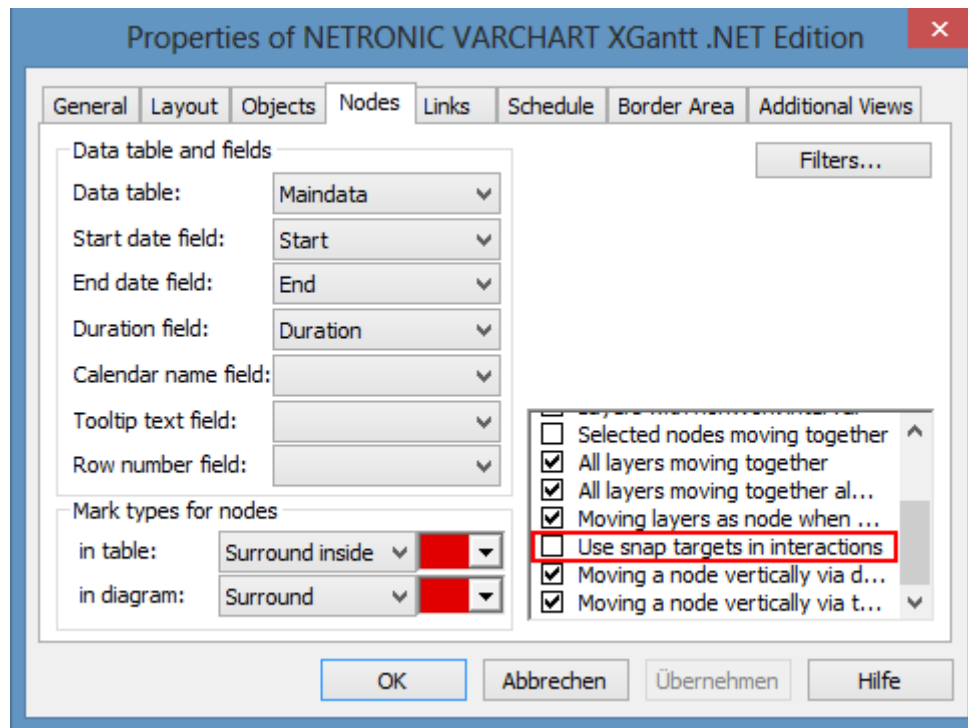 Properties of NETRONIC VARCHART XGantt .NET Edition
General Layout Objects Nodes Links Schedule Border Area Additional Views
Data table and fields
Filters...
Data table: Maindata
Start date field: Start
End date field: End
Duration field: Duration
Calendar name field:
Tooltip text field:
Row number field:
Mark types for nodes
in table: Surround inside
in diagram: Surround
Selected nodes moving together
All layers moving together
All layers moving together al...
Moving layers as node when ...
Use snap targets in interactions
Moving a node vertically via d...
Moving a node vertically via t...
OK Abbrechen Übernehmen Hilfe